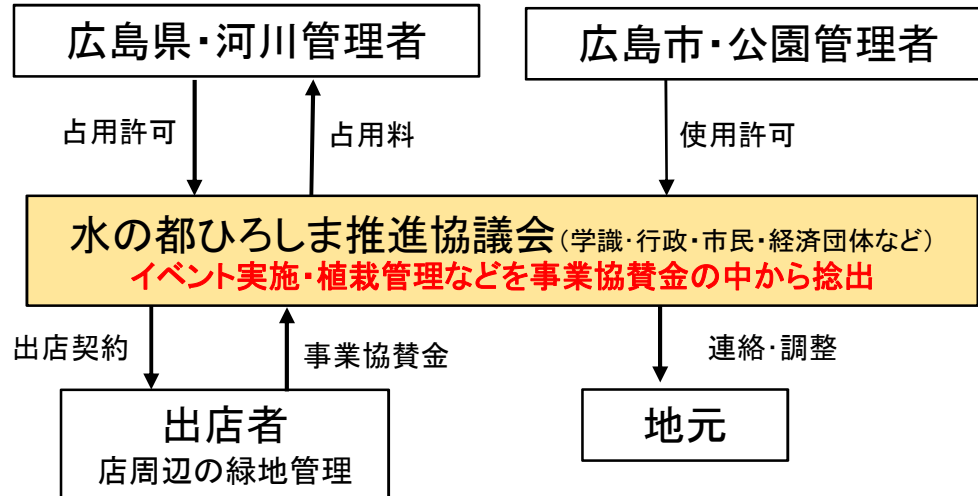 広島県・河川管理者
広島市・公園管理者
占用許可
占用料
使用許可
水の都ひろしま推進協議会(学識・行政・市民・経済団体など)
イベント実施・植栽管理などを事業協賛金の中から捻出
出店契約
事業協賛金
連絡・調整
出店者
店周辺の緑地管理
地元